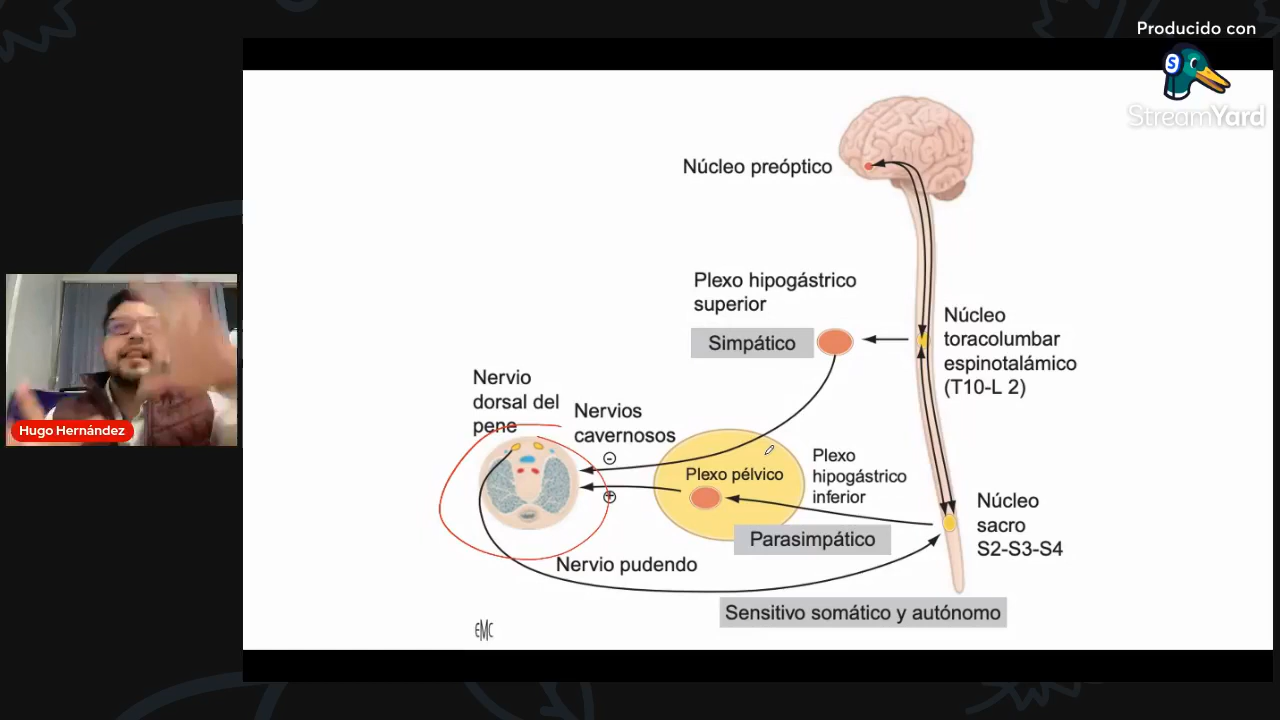 Producido con
S
StreamYard
Núcleo preóptico
Plexo hipogástrico
superior
Simpático
Núcleo
toracolumbar
espinotalámico
(T10-L 2)
Nervio
dorsal del
pene
Nervios
cavernosos
-
+
Plexo pélvico
Plexo
hipogástrico
inferior
Parasimpático
Núcleo
sacro
S2-S3-S4
Nervio pudendo
Sensitivo somático y autónomo
EMC
Hugo Hernández